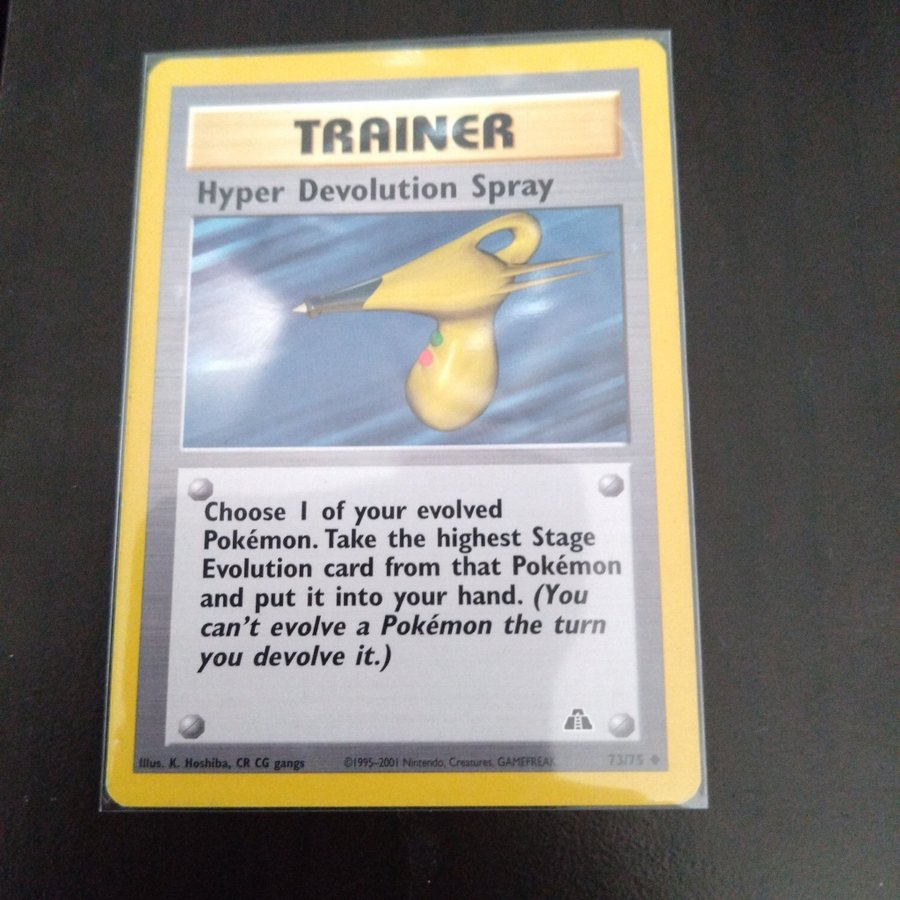 TRAINER
Hyper Devolution Spray
Choose 1 of your evolved
Pokémon. Take the highest Stage
Evolution card from that Pokémon
and put it into your hand. (You
can't evolve a Pokémon the turn
you devolve it.)
Illus. K. Hoshiba, CR CG gangs ©1995–2001 Nintendo, Creatures, GAMEFREAK. 73/75 ◆